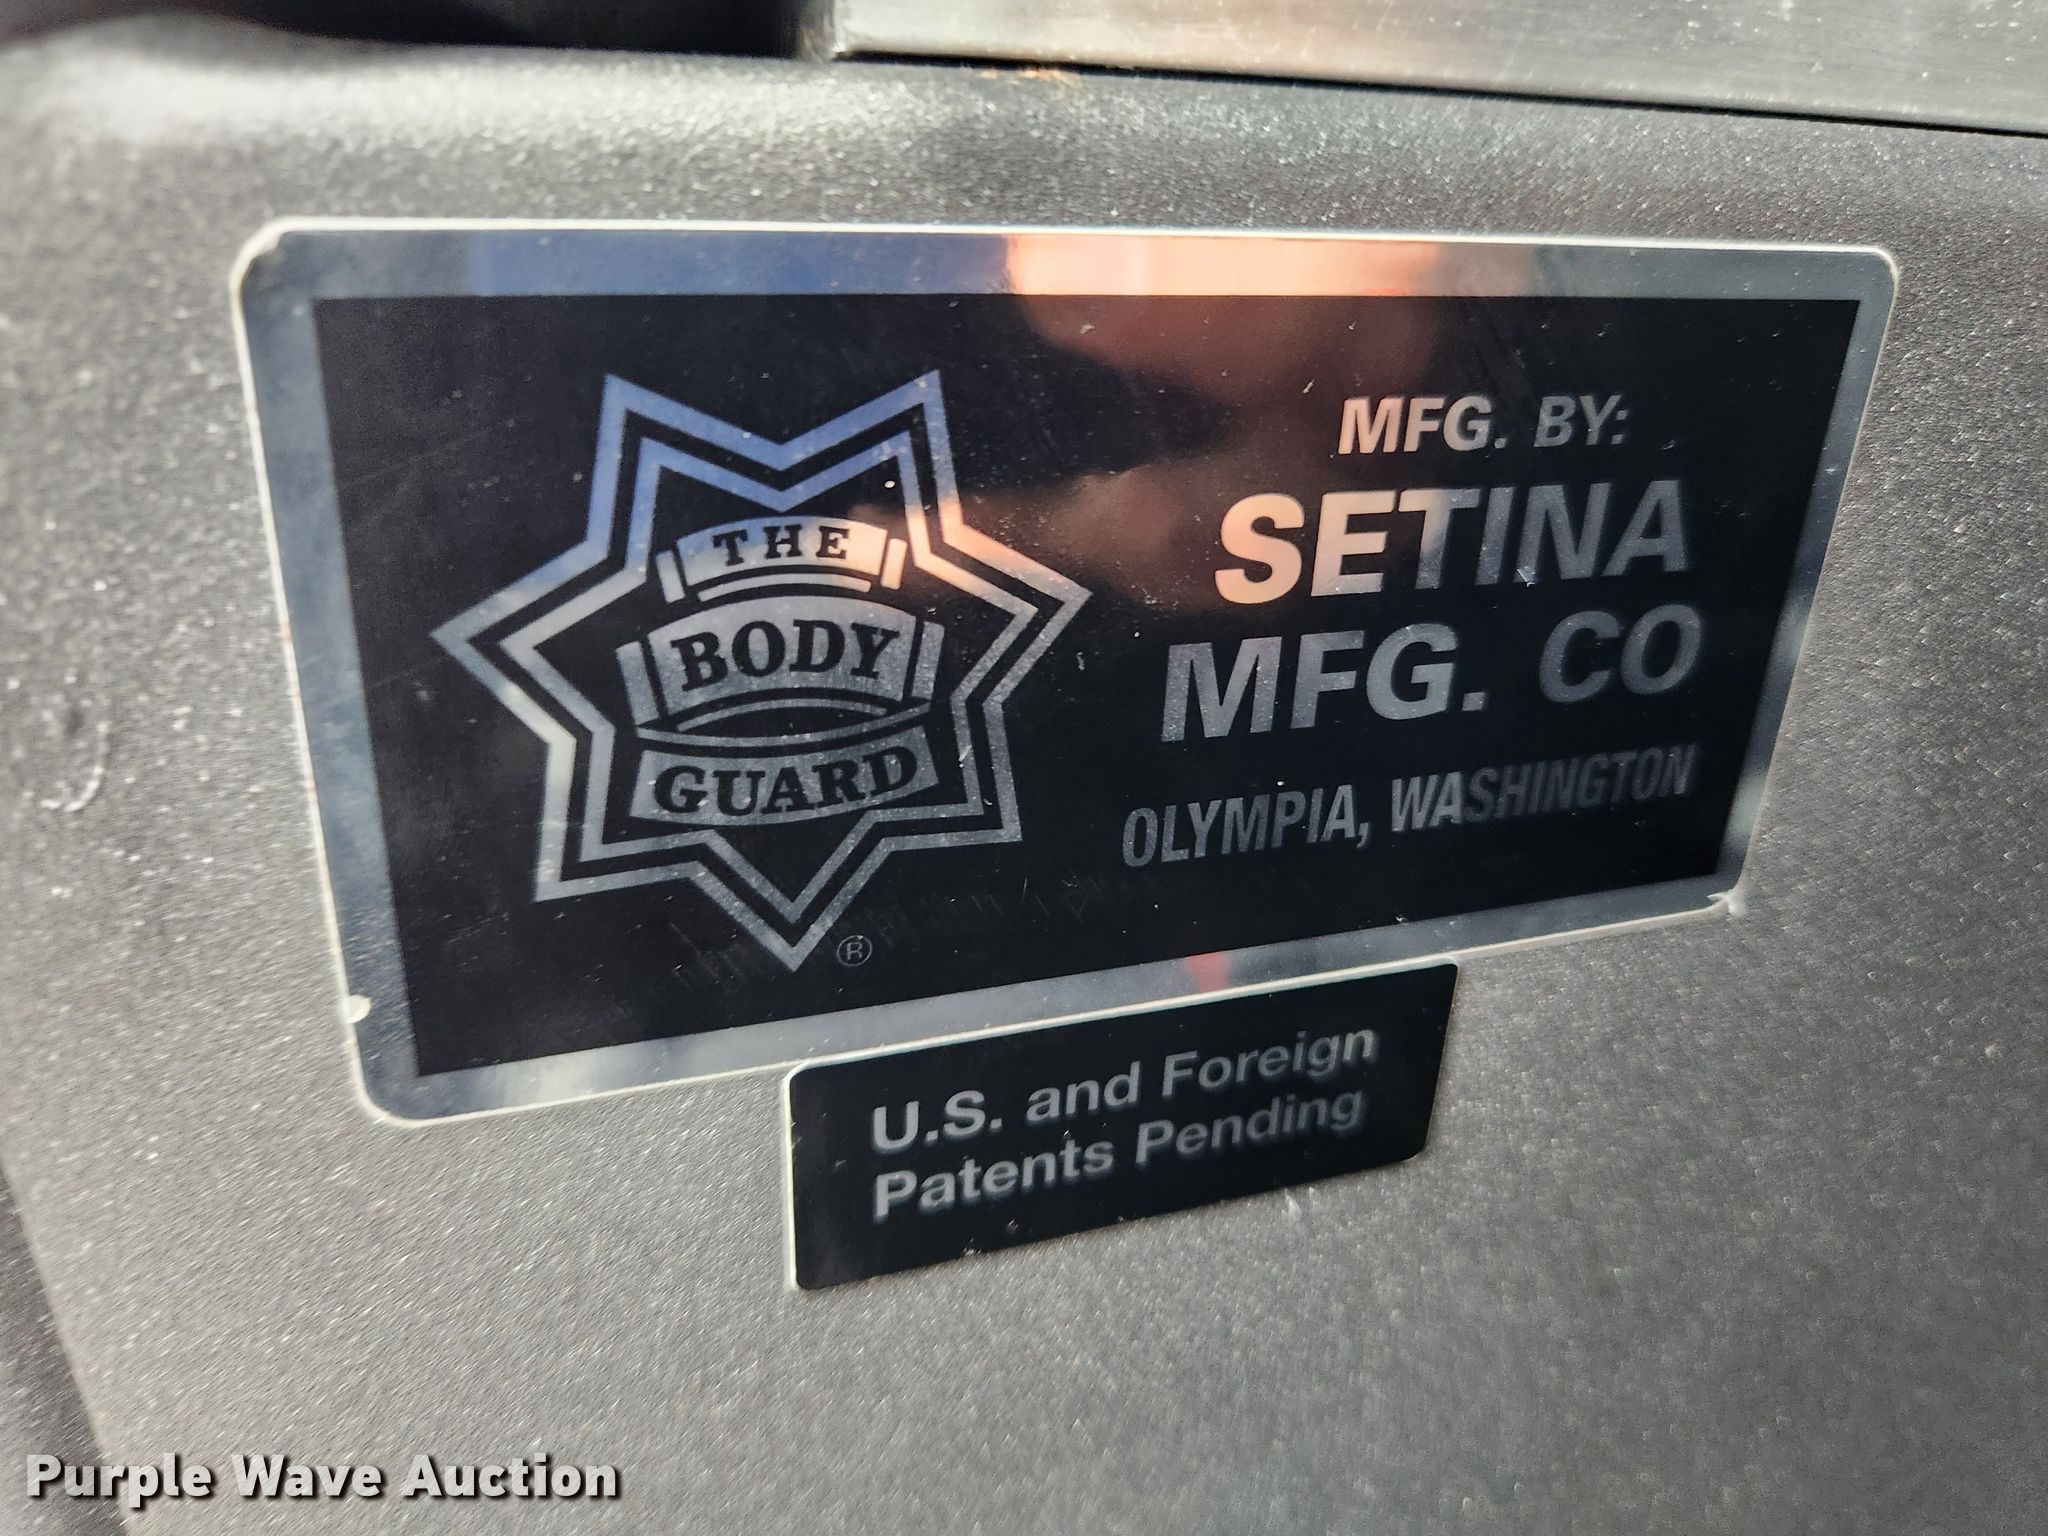 THE
BODY
GUARD
®
MFG. BY:
SETINA
MFG. CO
OLYMPIA, WASHINGTON
U.S. and Foreign
Patents Pending
Purple Wave Auction